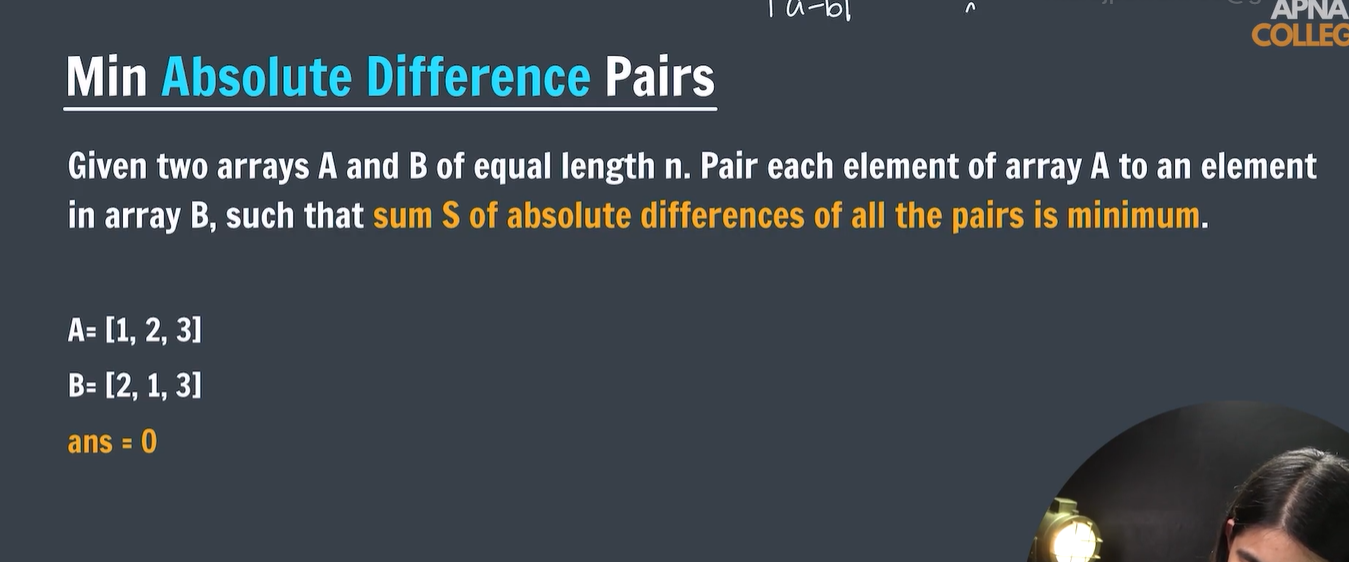 |a-b|
APNA
COLLEG
Min Absolute Difference Pairs
Given two arrays A and B of equal length n. Pair each element of array A to an element
in array B, such that sum S of absolute differences of all the pairs is minimum.
A= [1, 2, 3]
B= [2, 1, 3]
ans = 0